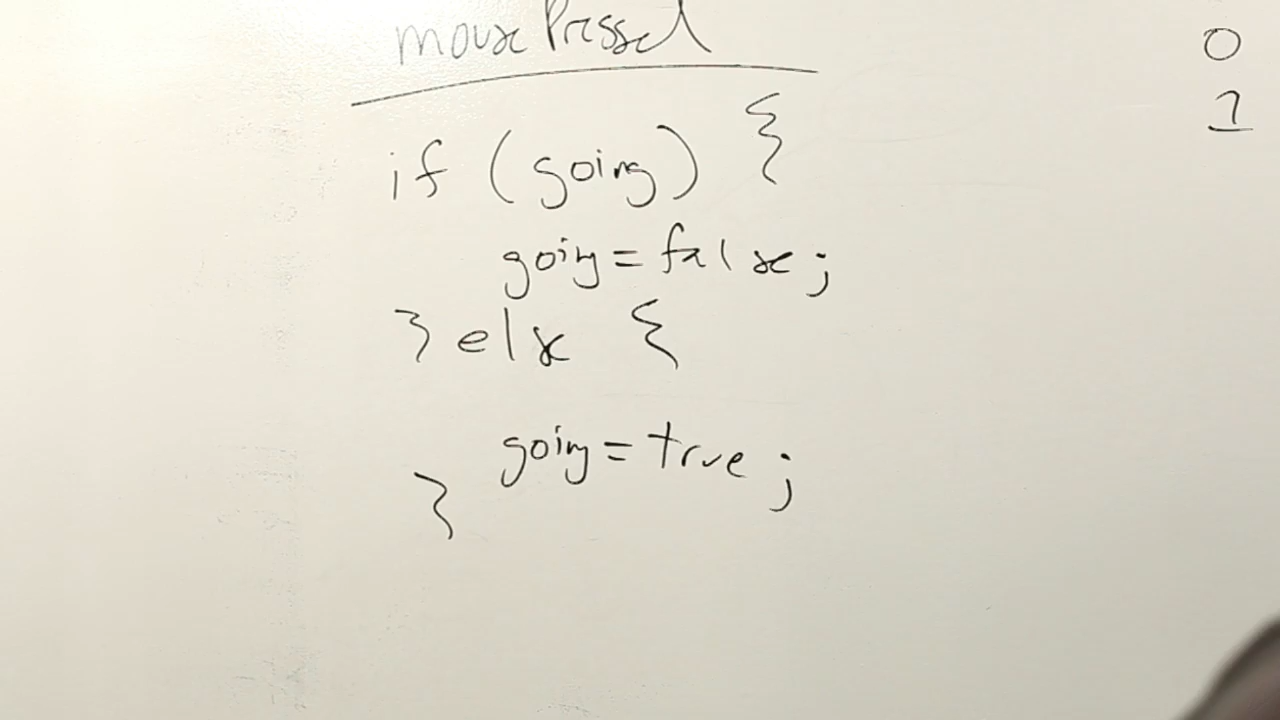 mousePressed
if (going) {
going = false;
} else {
going = true;
}
0
1